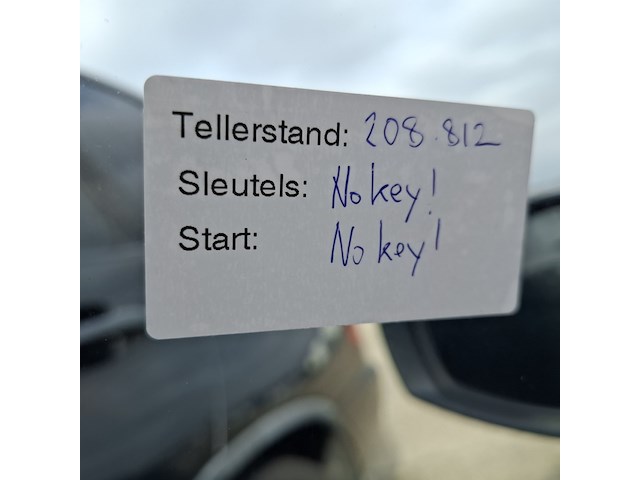 Tellerstand: 208.812
Sleutels: No key!
Start: No key!